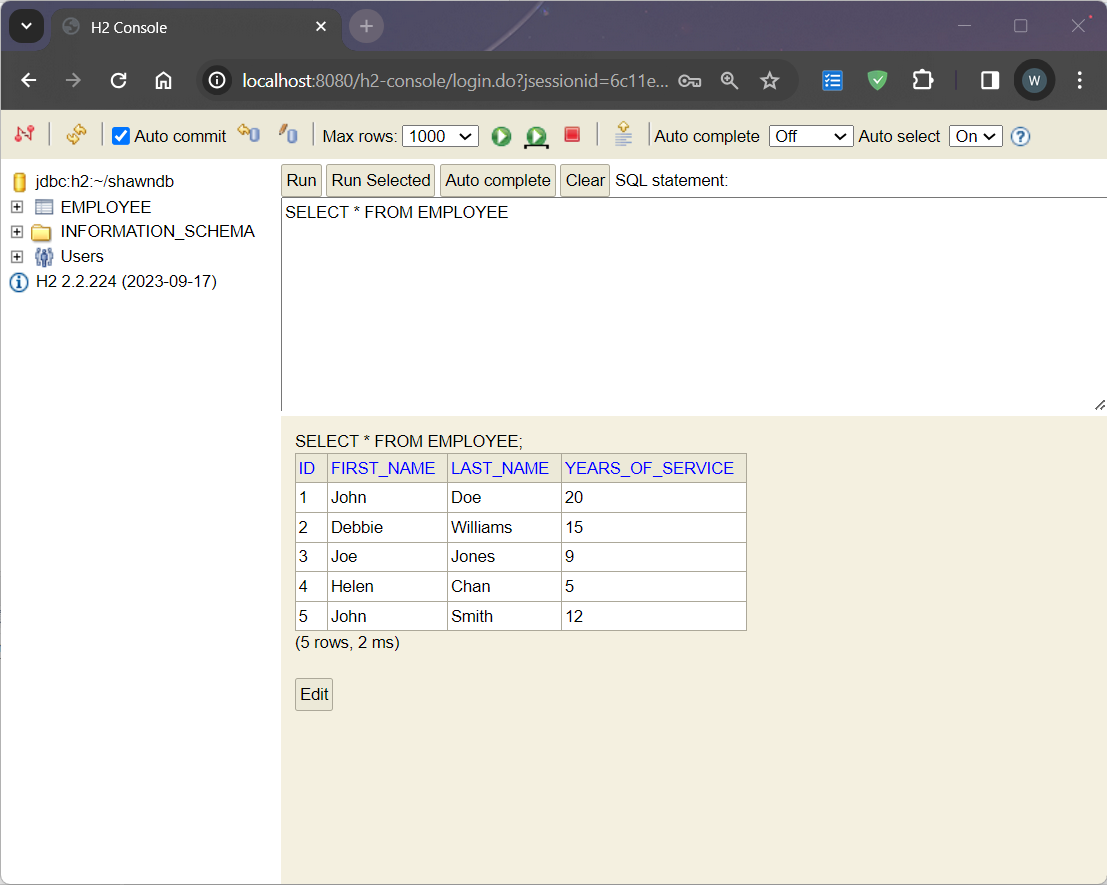 H2 Console
localhost:8080/h2-console/login.do?jsessionid=6c11e...
W
Auto commit
Max rows: 1000
Auto complete Off
Auto select On
?
jdbc:h2:~/shawndb
EMPLOYEE
INFORMATION_SCHEMA
Users
H2 2.2.224 (2023-09-17)
Run Run Selected Auto complete Clear SQL statement:
SELECT * FROM EMPLOYEE
SELECT * FROM EMPLOYEE;
ID FIRST_NAME LAST_NAME YEARS_OF_SERVICE
1 John Doe 20
2 Debbie Williams 15
3 Joe Jones 9
4 Helen Chan 5
5 John Smith 12
(5 rows, 2 ms)
Edit